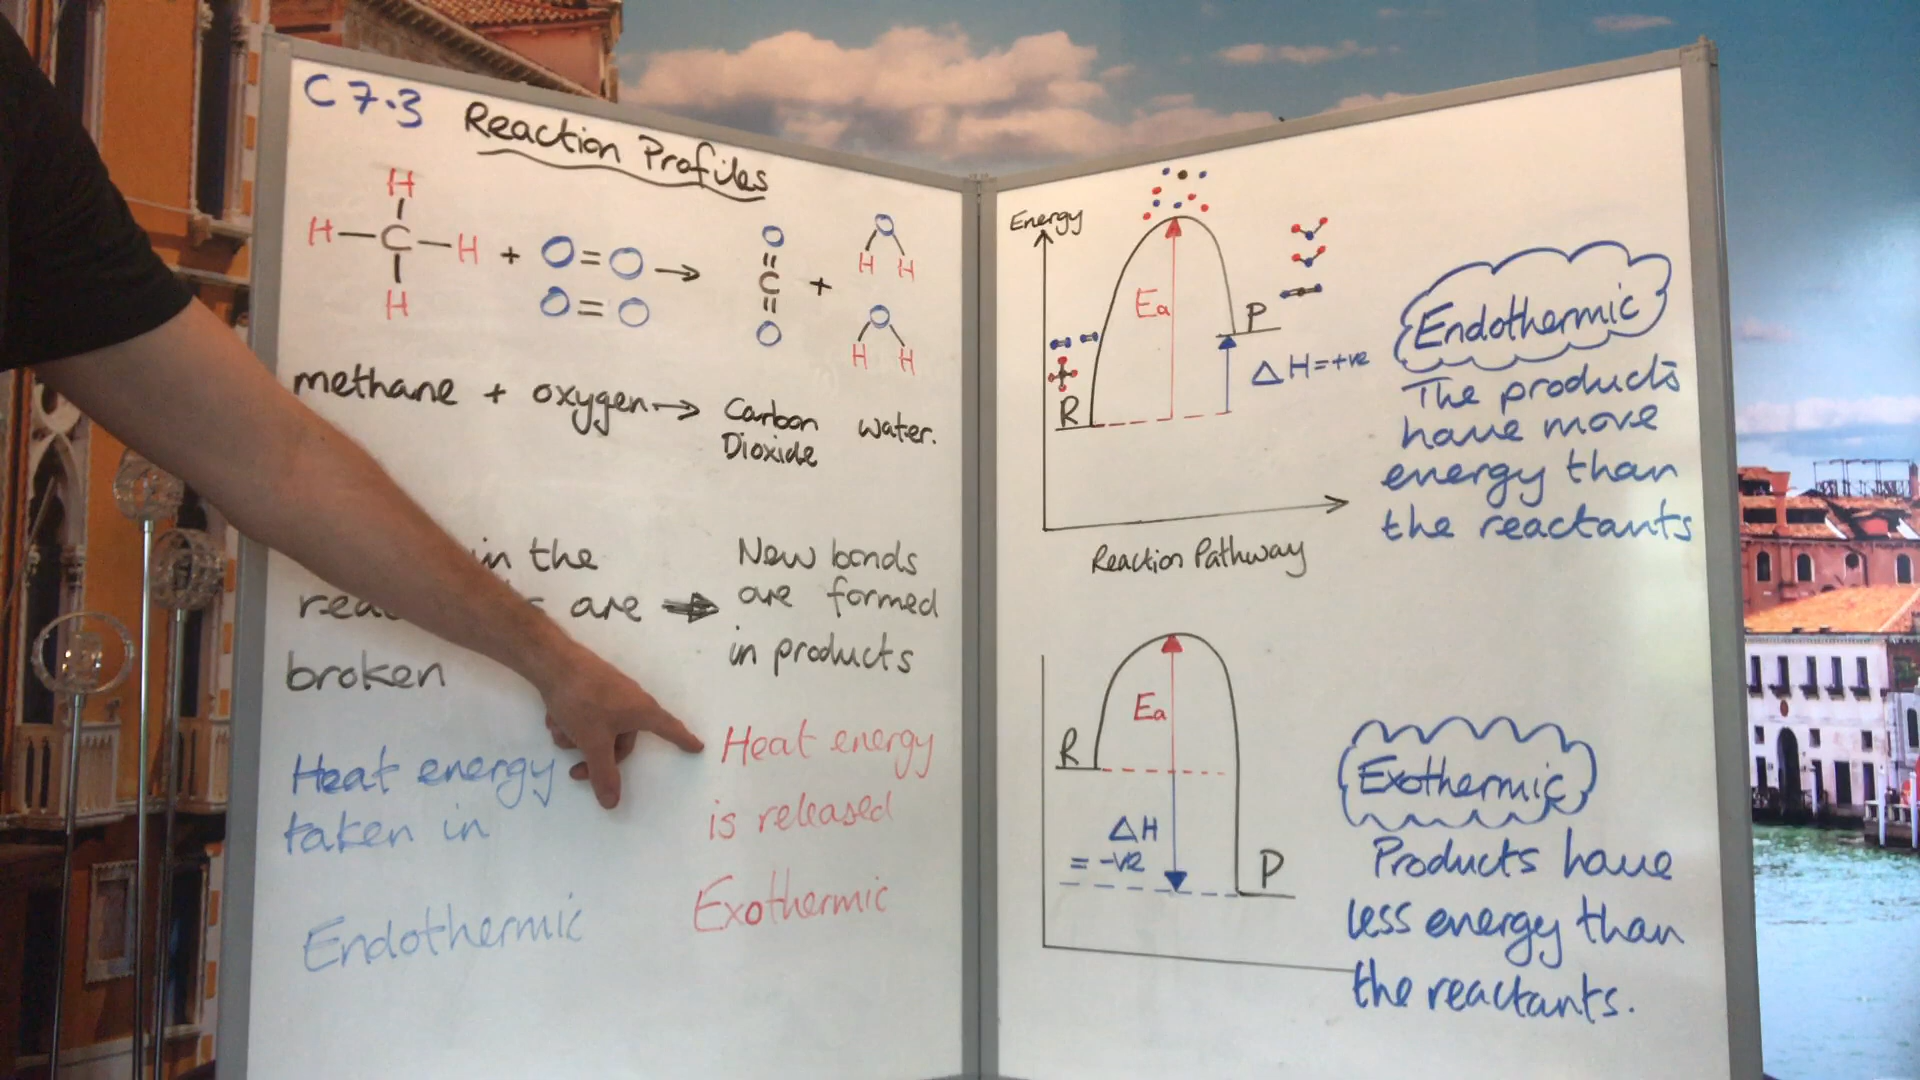 C 7.3 Reaction Profiles
H
H—C—H + O=O →
H
O=O
O=C=O + H O H
H O H
methane + oxygen → Carbon Dioxide water.
in the
are →
broken
New bonds
are formed
in products
Heat energy
taken in
Endothermic
Heat energy
is released
Exothermic
Energy
Ea
R
P
ΔH=+ve
Reaction Pathway
Endothermic
The products
have more
energy than
the reactants
R
Ea
ΔH
= -ve
P
Exothermic
Products have
less energy than
the reactants.